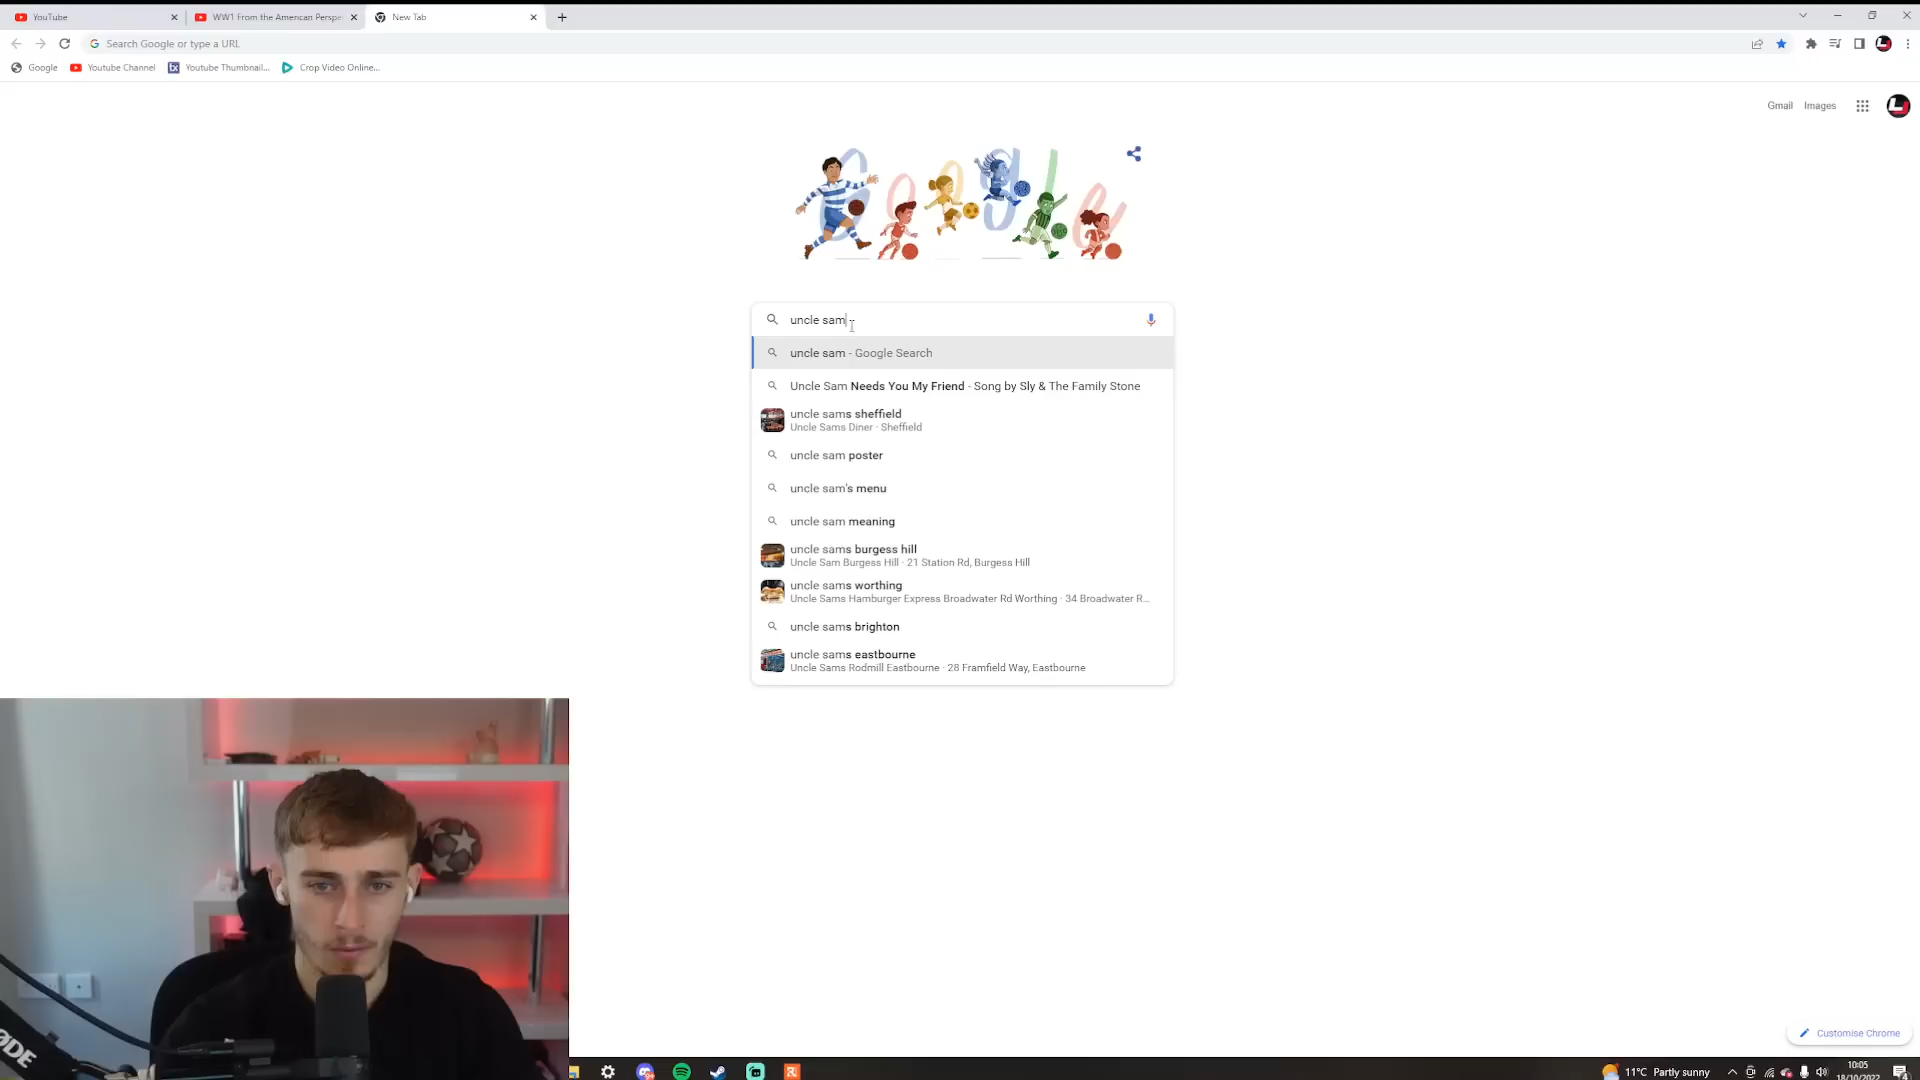 YouTube
WW1 From the American Perspe
New Tab
Search Google or type a URL
Google
Youtube Channel
Youtube Thumbnail...
Crop Video Online...
Gmail
Images
uncle sam
uncle sam - Google Search
Uncle Sam Needs You My Friend - Song by Sly & The Family Stone
uncle sams sheffield
Uncle Sams Diner · Sheffield
uncle sam poster
uncle sam's menu
uncle sam meaning
uncle sams burgess hill
Uncle Sam Burgess Hill · 21 Station Rd, Burgess Hill
uncle sams worthing
Uncle Sams Hamburger Express Broadwater Rd Worthing · 34 Broadwater R...
uncle sams brighton
uncle sams eastbourne
Uncle Sams Rodmill Eastbourne · 28 Framfield Way, Eastbourne
Customise Chrome
RØDE
11°C Partly sunny
10:05
18/10/2022